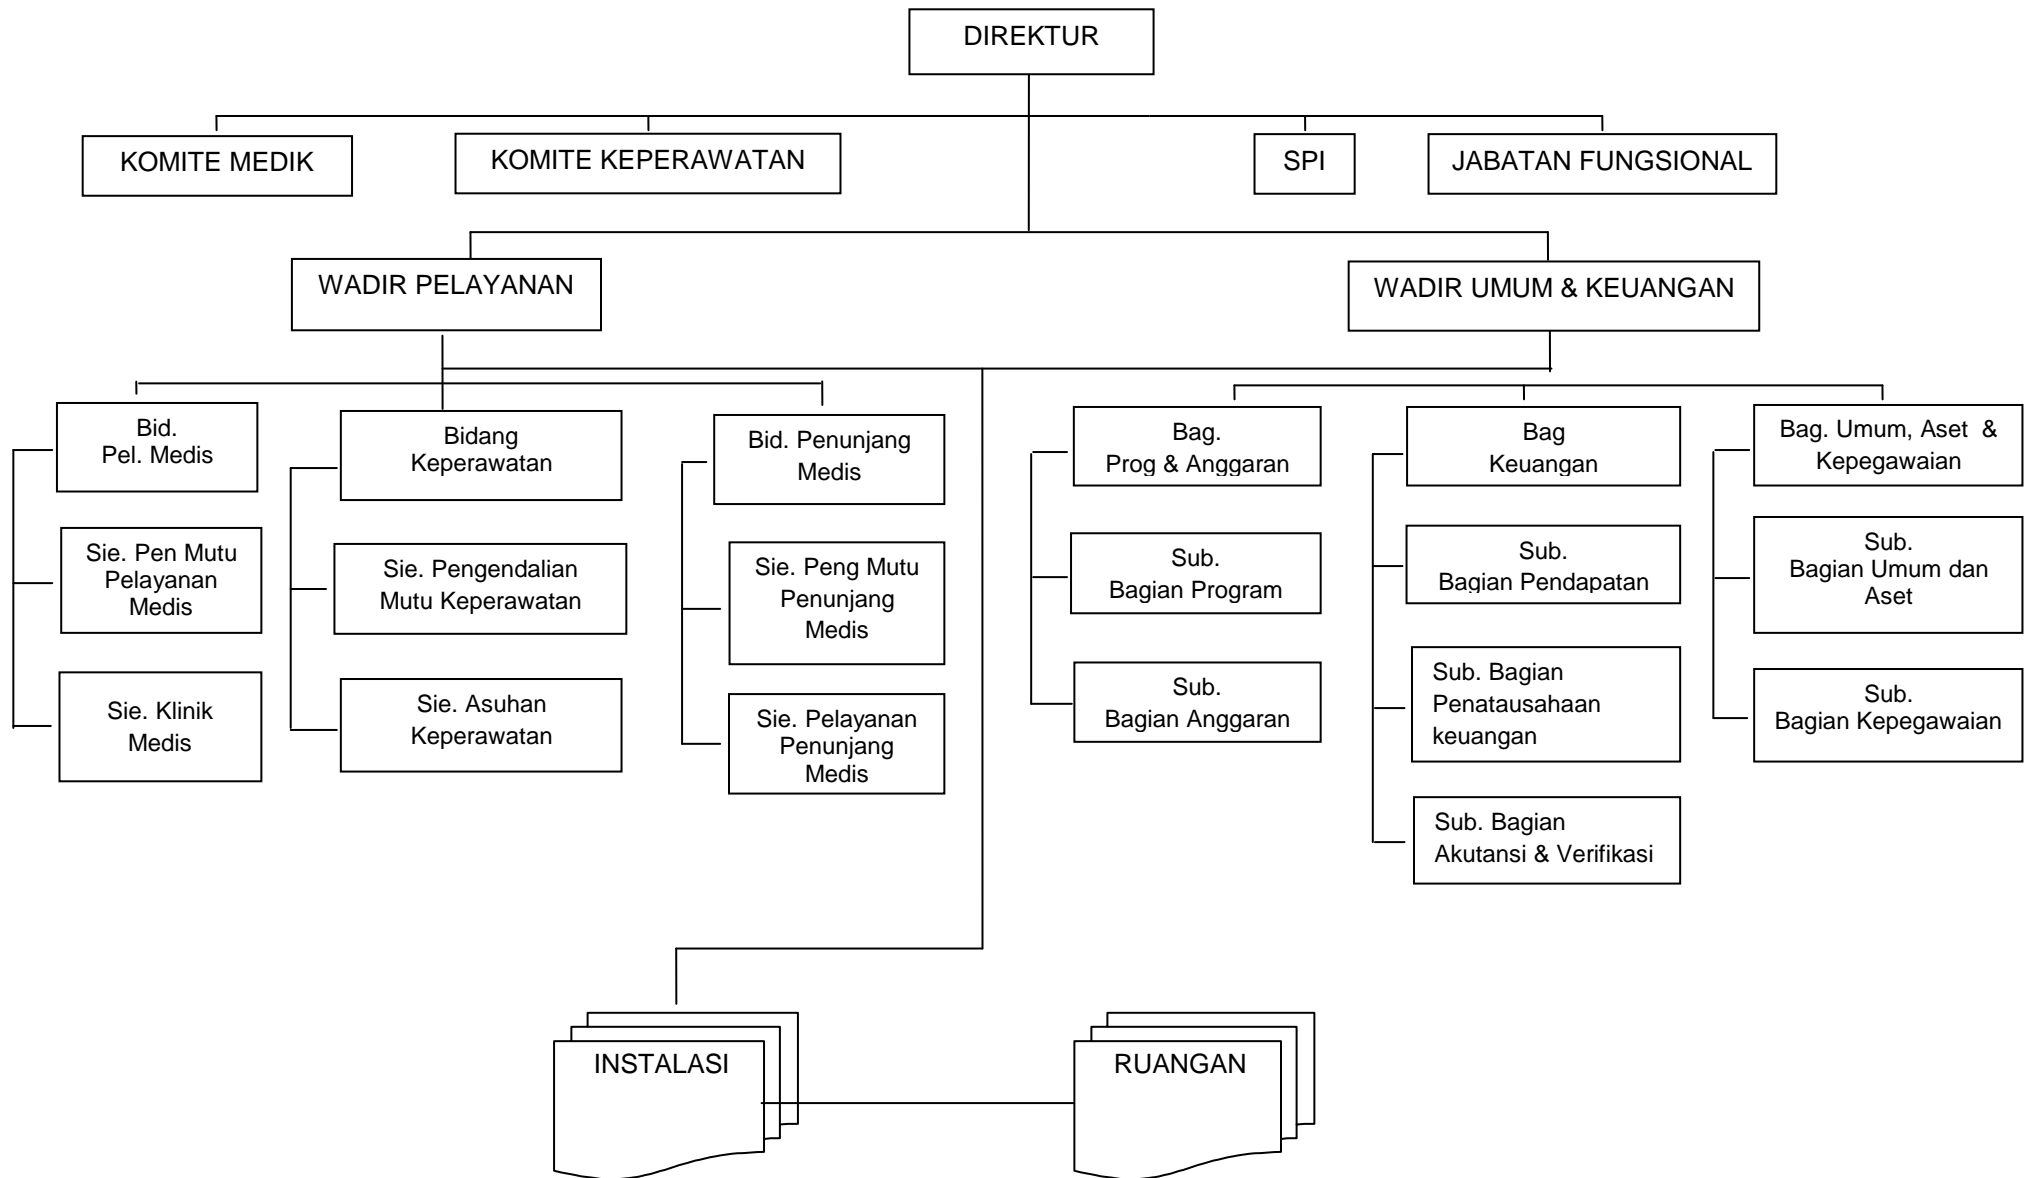 DIREKTUR
KOMITE MEDIK
KOMITE KEPERAWATAN
SPI
JABATAN FUNGSIONAL
WADIR PELAYANAN
WADIR UMUM & KEUANGAN
Bid.
Pel. Medis
Sie. Pen Mutu
Pelayanan
Medis
Sie. Klinik
Medis
Bidang
Keperawatan
Sie. Pengendalian
Mutu Keperawatan
Sie. Asuhan
Keperawatan
Bid. Penunjang
Medis
Sie. Peng Mutu
Penunjang
Medis
Sie. Pelayanan
Penunjang
Medis
Bag.
Prog & Anggaran
Sub.
Bagian Program
Sub.
Bagian Anggaran
Bag
Keuangan
Sub.
Bagian Pendapatan
Sub. Bagian
Penatausahaan
keuangan
Sub. Bagian
Akutansi & Verifikasi
Bag. Umum, Aset &
Kepegawaian
Sub.
Bagian Umum dan
Aset
Sub.
Bagian Kepegawaian
INSTALASI
RUANGAN